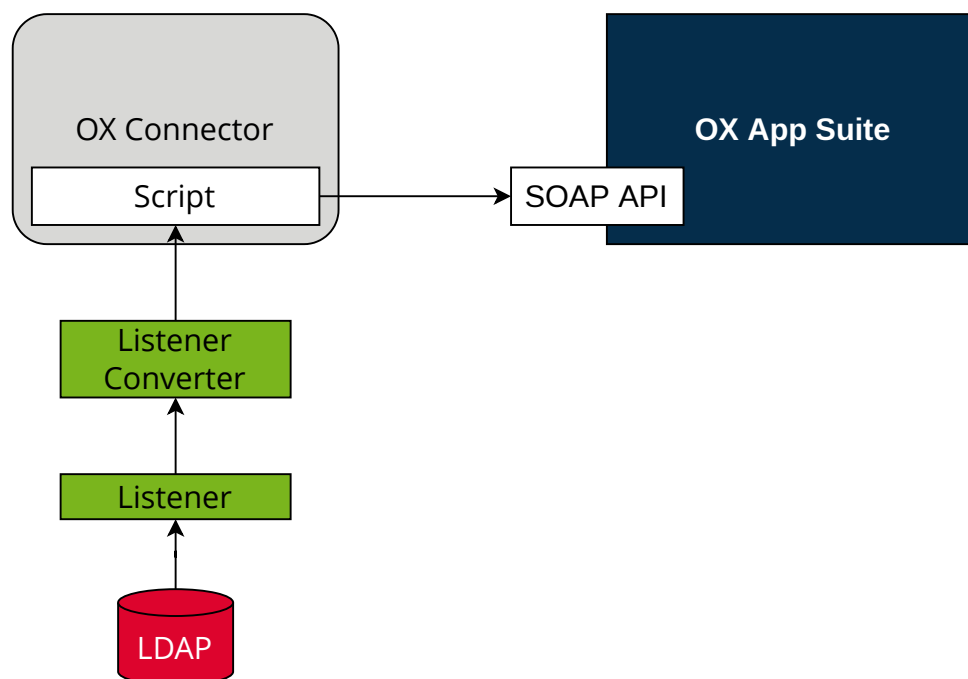 OX Connector
OX App Suite
Script
SOAP API
Listener
Converter
Listener
LDAP